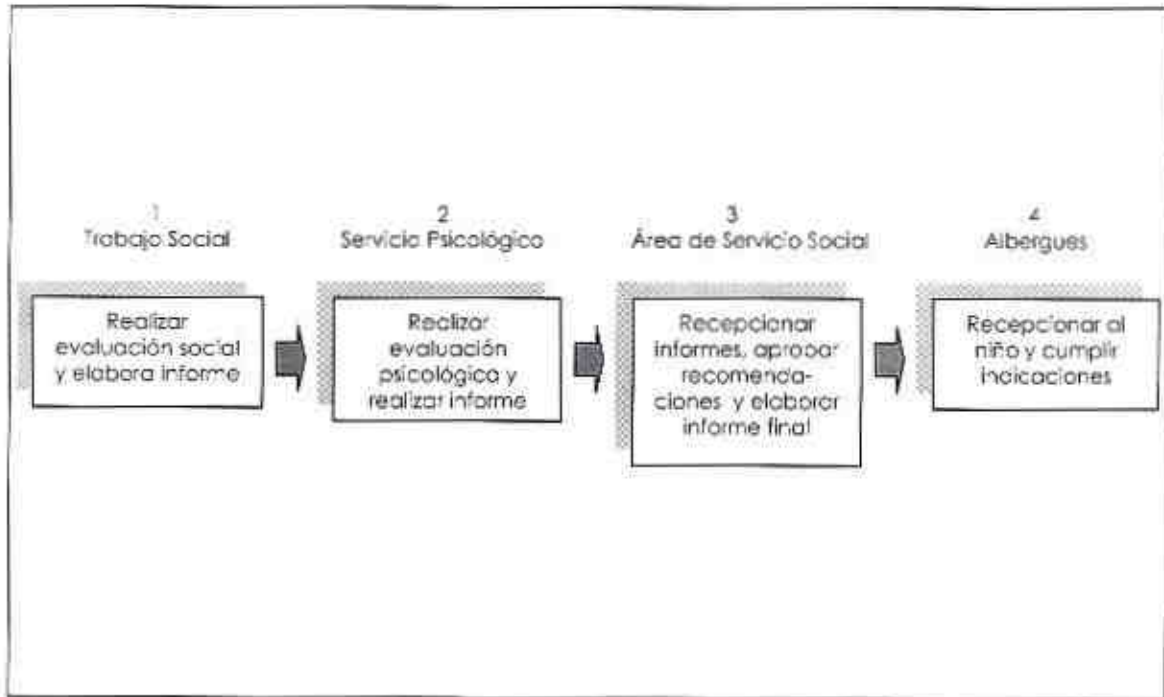 1
Trabajo Social
Realizar
evaluación social
y elabora informe
2
Servicio Psicológico
Realizar
evaluación
psicológica y
realizar informe
3
Área de Servicio Social
Recepcionar
informes, aprobar
recomenda-
ciones y elaborar
informe final
4
Albergues
Recepcionar al
niño y cumplir
indicaciones